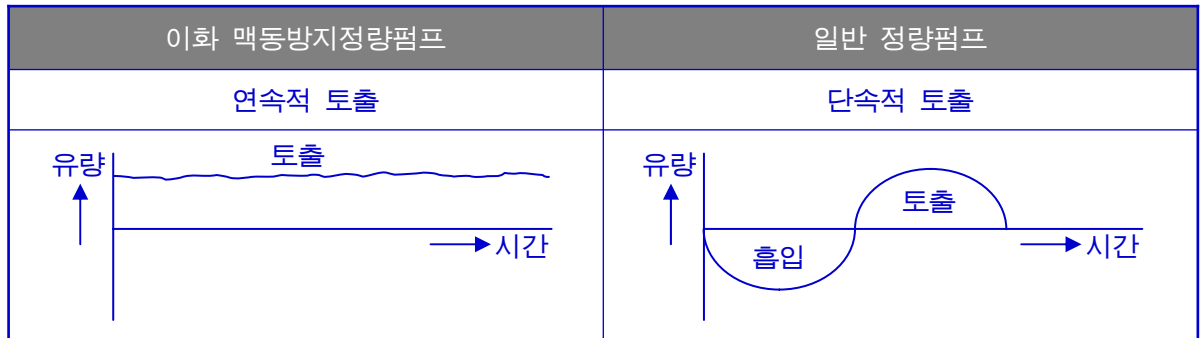 이화 맥동방지정량펌프
일반 정량펌프
연속적 토출
단속적 토출
유량
토출
시간
유량
토출
흡입
시간